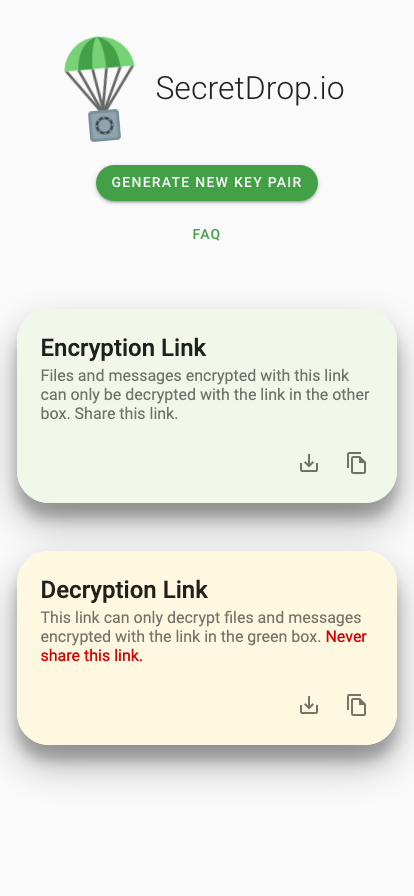 SecretDrop.io
GENERATE NEW KEY PAIR
FAQ
Encryption Link
Files and messages encrypted with this link
can only be decrypted with the link in the other
box. Share this link.
Decryption Link
This link can only decrypt files and messages
encrypted with the link in the green box. Never
share this link.